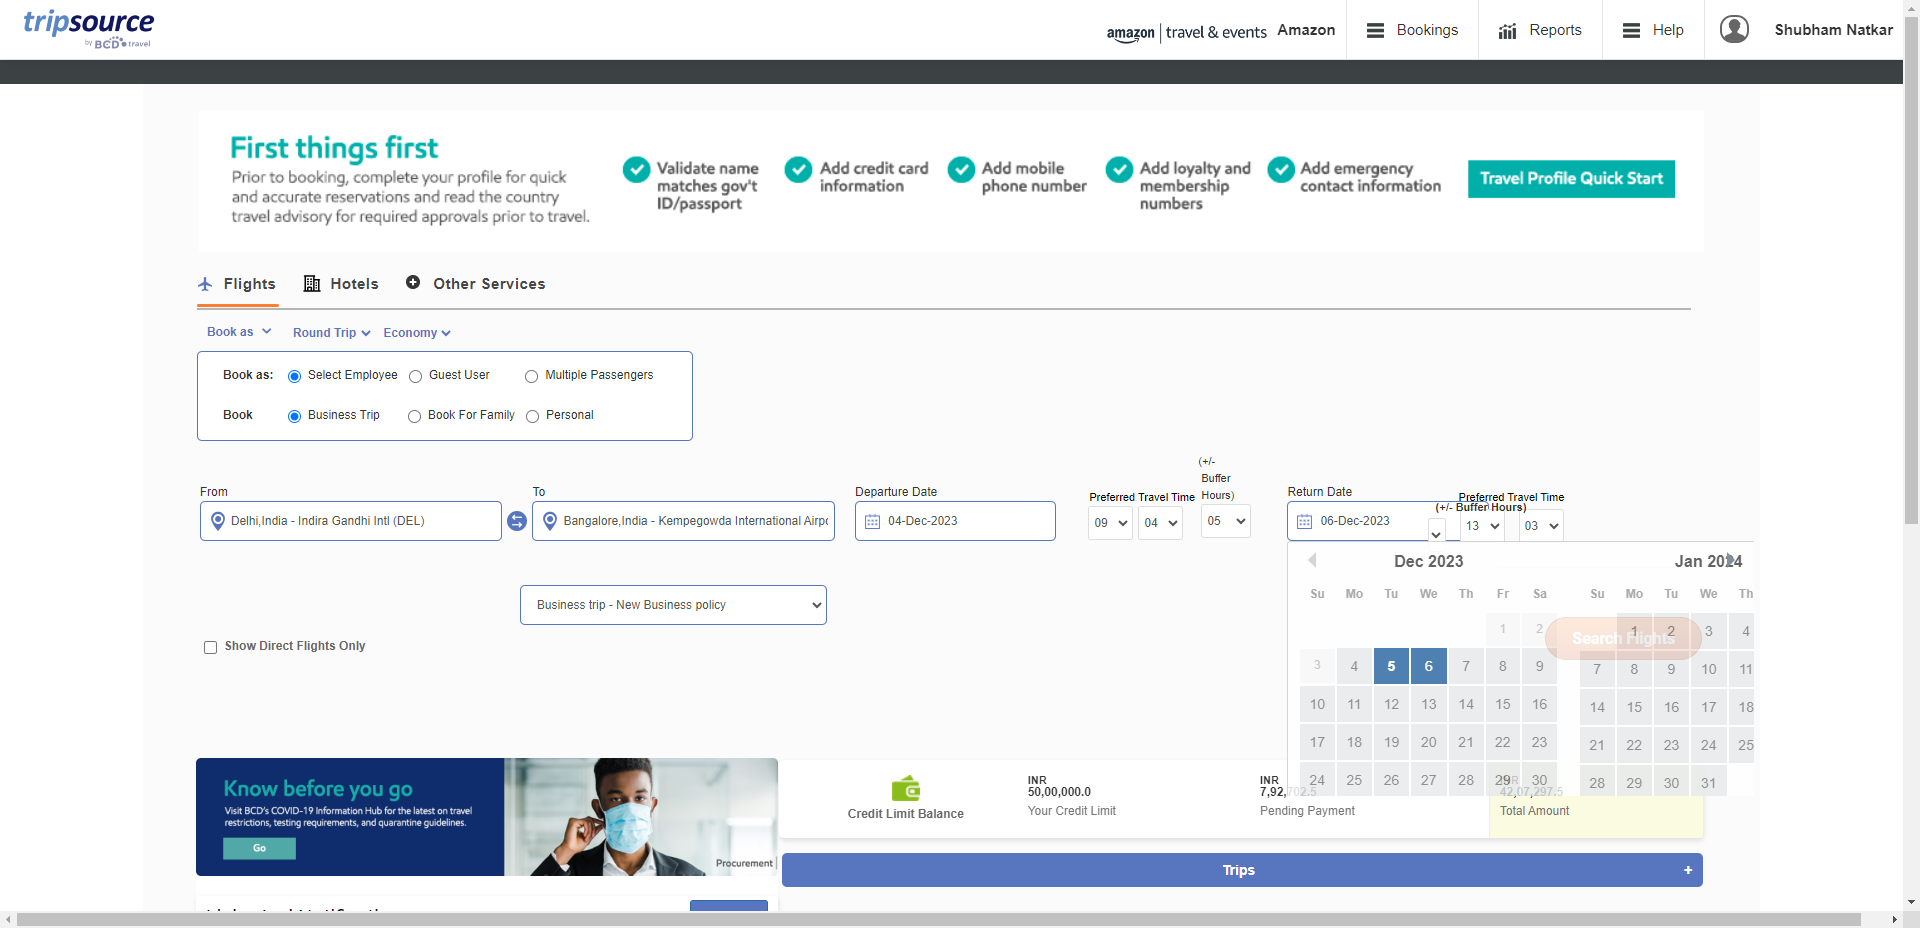 tripsource
by BCD travel
amazon | travel & events Amazon
Bookings
Reports
Help
Shubham Natkar
First things first
Prior to booking, complete your profile for quick
and accurate reservations and read the country
travel advisory for required approvals prior to travel.
Validate name
matches gov't
ID/passport
Add credit card
information
Add mobile
phone number
Add loyalty and
membership
numbers
Add emergency
contact information
Travel Profile Quick Start
Flights
Hotels
Other Services
Book as
Round Trip
Economy
Book as: Select Employee Guest User Multiple Passengers
Book Business Trip Book For Family Personal
From
Delhi,India - Indira Gandhi Intl (DEL)
To
Bangalore,India - Kempegowda International Airpo
Departure Date
04-Dec-2023
Preferred Travel Time
09 04
(+/-
Buffer
Hours)
05
Return Date
06-Dec-2023
(+/- Buffer Hours)
Preferred Travel Time
13 03
Dec 2023
Su Mo Tu We Th Fr Sa
1 2
3 4 5 6 7 8 9
10 11 12 13 14 15 16
17 18 19 20 21 22 23
24 25 26 27 28 29 30
Jan 2024
Su Mo Tu We Th
1 2 3 4
7 8 9 10 11
14 15 16 17 18
21 22 23 24 25
28 29 30 31
Search Flights
Business trip - New Business policy
Show Direct Flights Only
Know before you go
Visit BCD's COVID-19 Information Hub for the latest on travel
restrictions, testing requirements, and quarantine guidelines.
Go
Procurement
Credit Limit Balance
INR
50,00,000.0
Your Credit Limit
INR
7,92,702.5
Pending Payment
INR
42,07,297.5
Total Amount
Trips +